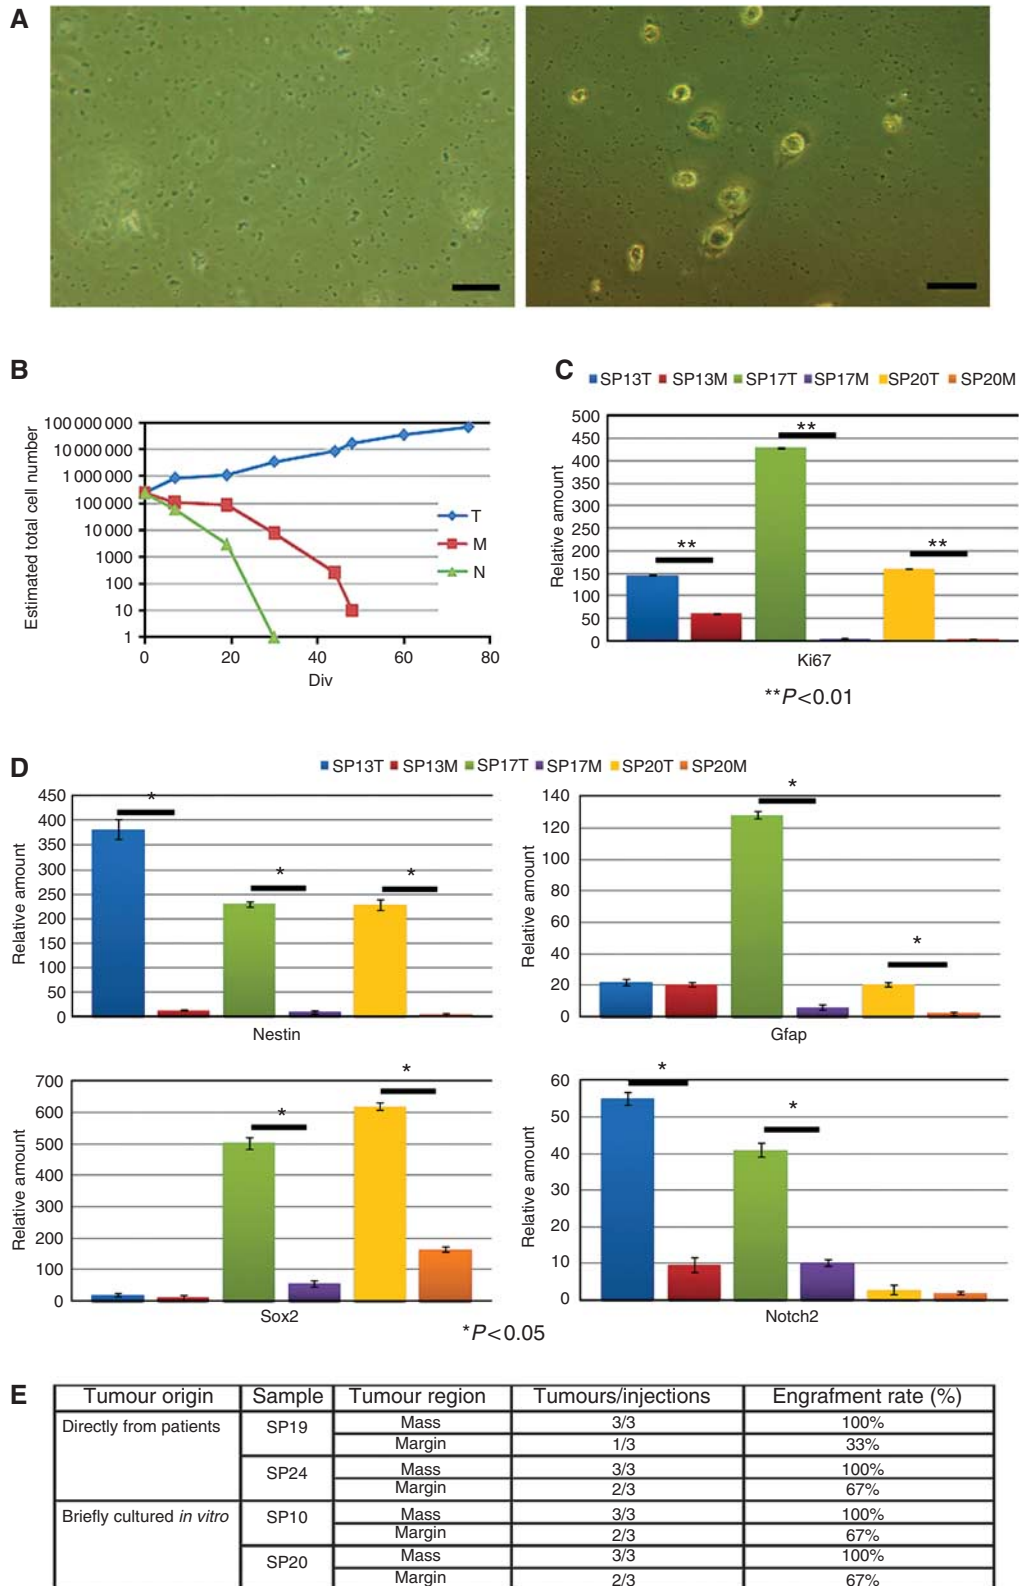 A
B
100 000 000
10 000 000
1 000 000
100 000
10 000
1000
100
10
1
Estimated total cell number
0 20 40 60 80
Div
T
M
N
C
SP13T SP13M SP17T SP17M SP20T SP20M
500
450
400
350
300
250
200
150
100
50
0
Relative amount
** ** **
Ki67
**P<0.01
D
SP13T SP13M SP17T SP17M SP20T SP20M
450
400
350
300
250
200
150
100
50
0
Relative amount
* * *
Nestin
140
120
100
80
60
40
20
0
Relative amount
* *
Gfap
700
600
500
400
300
200
100
0
Relative amount
* *
Sox2
60
50
40
30
20
10
0
Relative amount
* *
Notch2
*P<0.05
E
Tumour origin Sample Tumour region Tumours/injections Engrafment rate (%)
Directly from patients SP19 Mass 3/3 100%
Margin 1/3 33%
SP24 Mass 3/3 100%
Margin 2/3 67%
Briefly cultured in vitro SP10 Mass 3/3 100%
Margin 2/3 67%
SP20 Mass 3/3 100%
Margin 2/3 67%